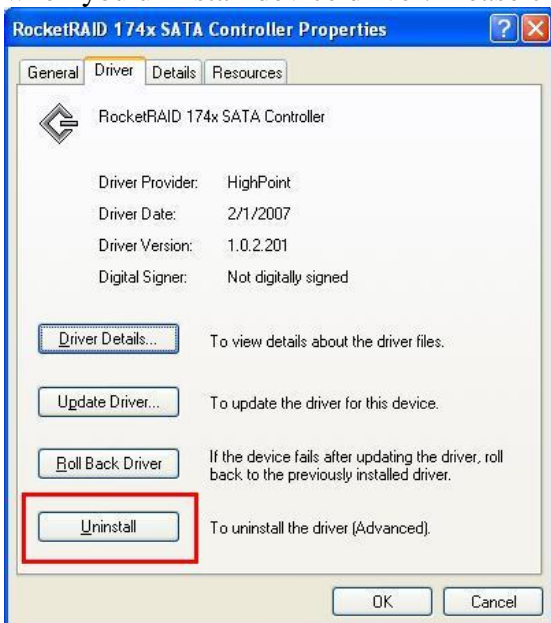 RocketRAID 174x SATA Controller Properties
General Driver Details Resources
RocketRAID 174x SATA Controller
Driver Provider: HighPoint
Driver Date: 2/1/2007
Driver Version: 1.0.2.201
Digital Signer: Not digitally signed
Driver Details... To view details about the driver files.
Update Driver... To update the driver for this device.
Roll Back Driver If the device fails after updating the driver, roll
back to the previously installed driver.
Uninstall To uninstall the driver (Advanced).
OK Cancel